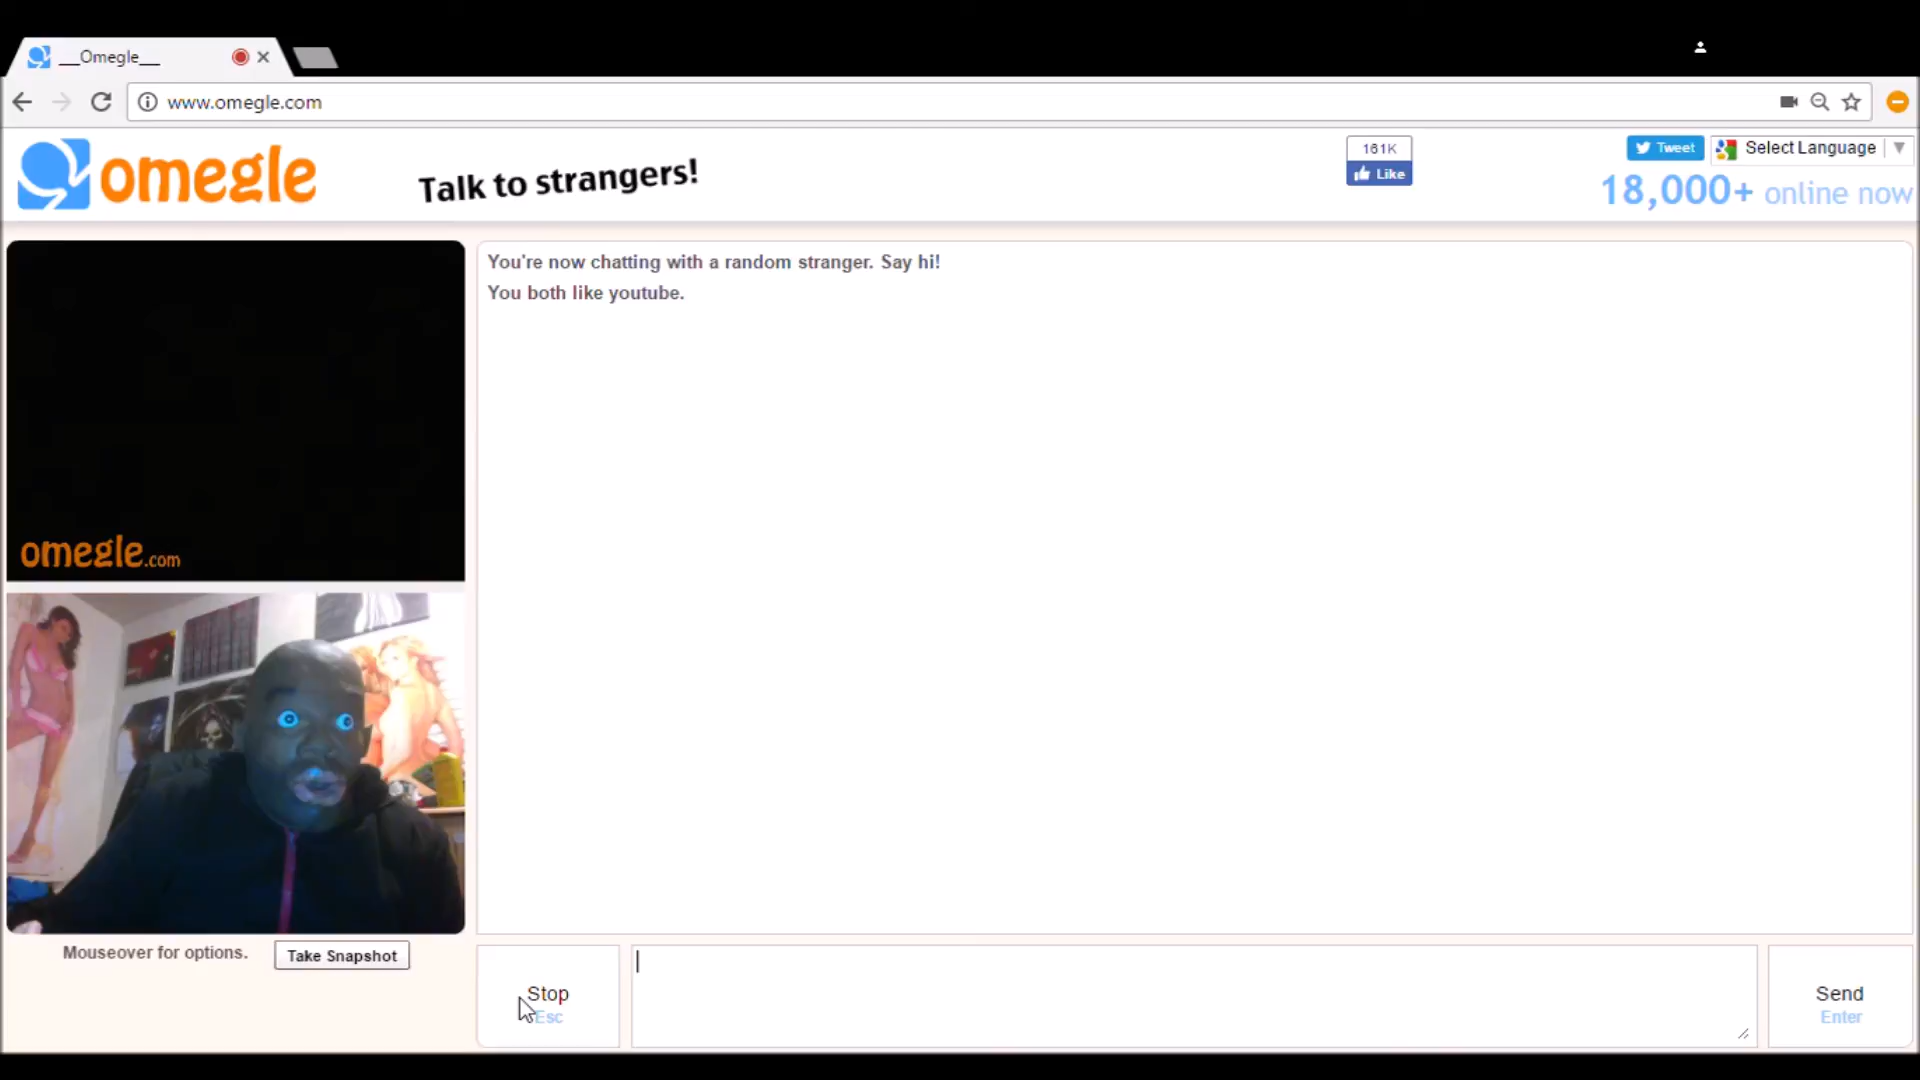 __Omegle__
www.omegle.com
omegle
Talk to strangers!
161K
Like
Tweet
Select Language
18,000+ online now
You're now chatting with a random stranger. Say hi!
You both like youtube.
omegle.com
Mouseover for options.
Take Snapshot
Stop
Esc
Send
Enter